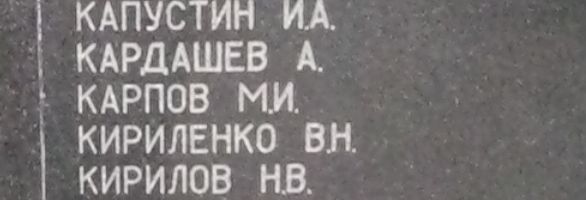 КАПУСТИН И.А.
КАРДАШЕВ А.
КАРПОВ М.И.
КИРИЛЕНКО В.Н.
КИРИЛОВ Н.В.